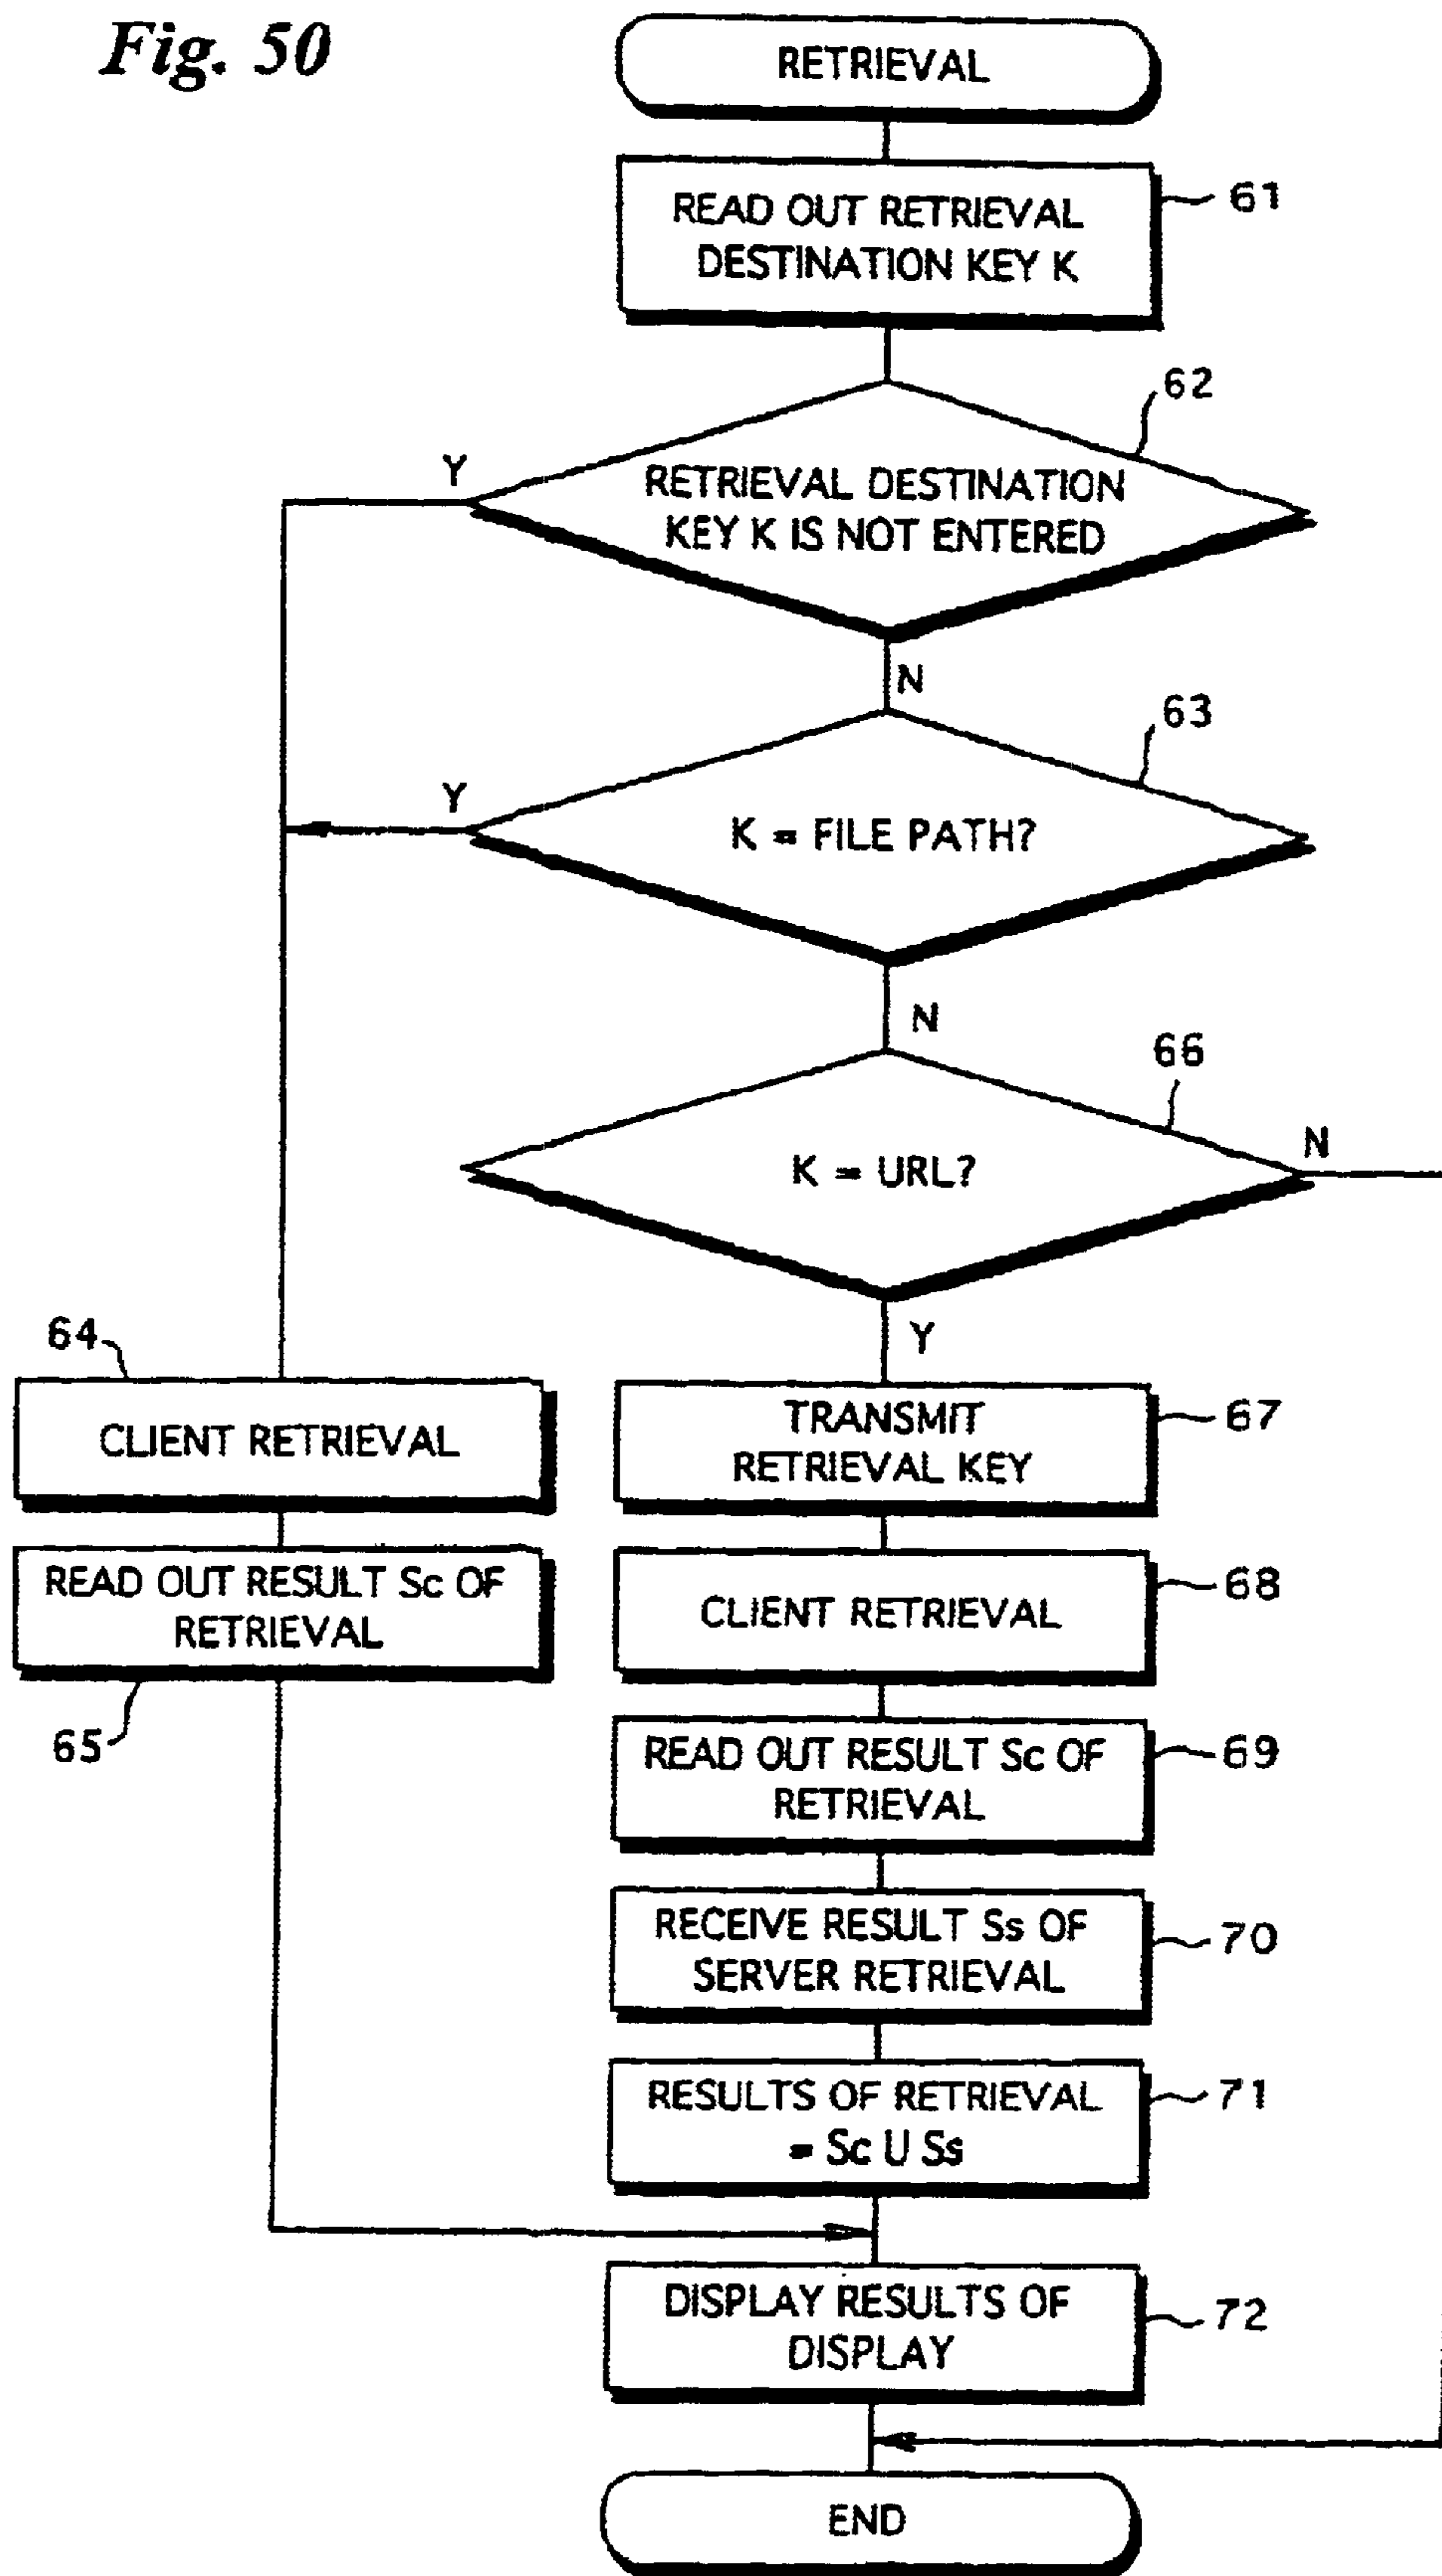 Fig. 50
RETRIEVAL
READ OUT RETRIEVAL
DESTINATION KEY K
61
62
Y
RETRIEVAL DESTINATION
KEY K IS NOT ENTERED
N
63
Y
K = FILE PATH?
N
66
N
K = URL?
Y
64
CLIENT RETRIEVAL
READ OUT RESULT Sc OF
RETRIEVAL
65
TRANSMIT
RETRIEVAL KEY
67
CLIENT RETRIEVAL
68
READ OUT RESULT Sc OF
RETRIEVAL
69
RECEIVE RESULT Ss OF
SERVER RETRIEVAL
70
RESULTS OF RETRIEVAL
= Sc U Ss
71
DISPLAY RESULTS OF
DISPLAY
72
END